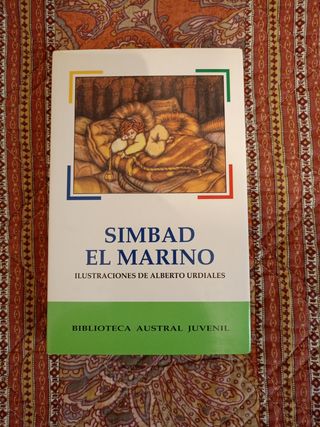 SIMBAD
EL MARINO
ILUSTRACIONES DE ALBERTO URDIALES
BIBLIOTECA AUSTRAL JUVENIL